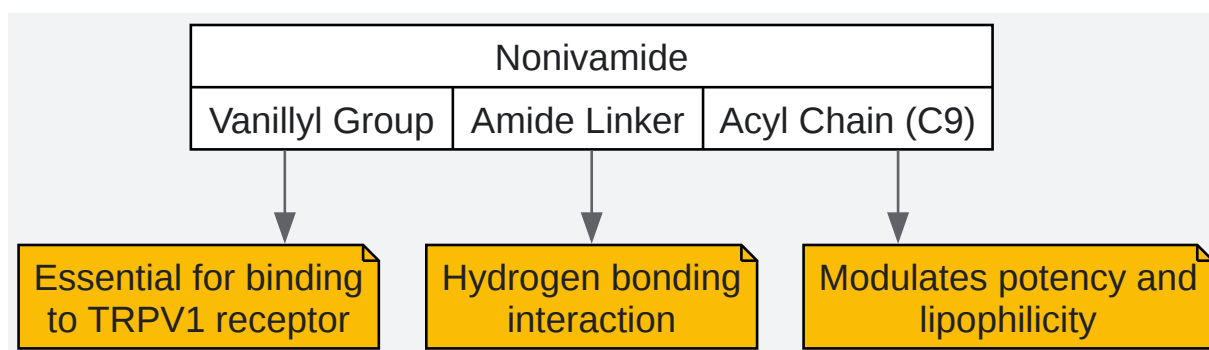 Nonivamide
Vanillyl Group Amide Linker Acyl Chain (C9)
Essential for binding
to TRPV1 receptor
Hydrogen bonding
interaction
Modulates potency and
lipophilicity